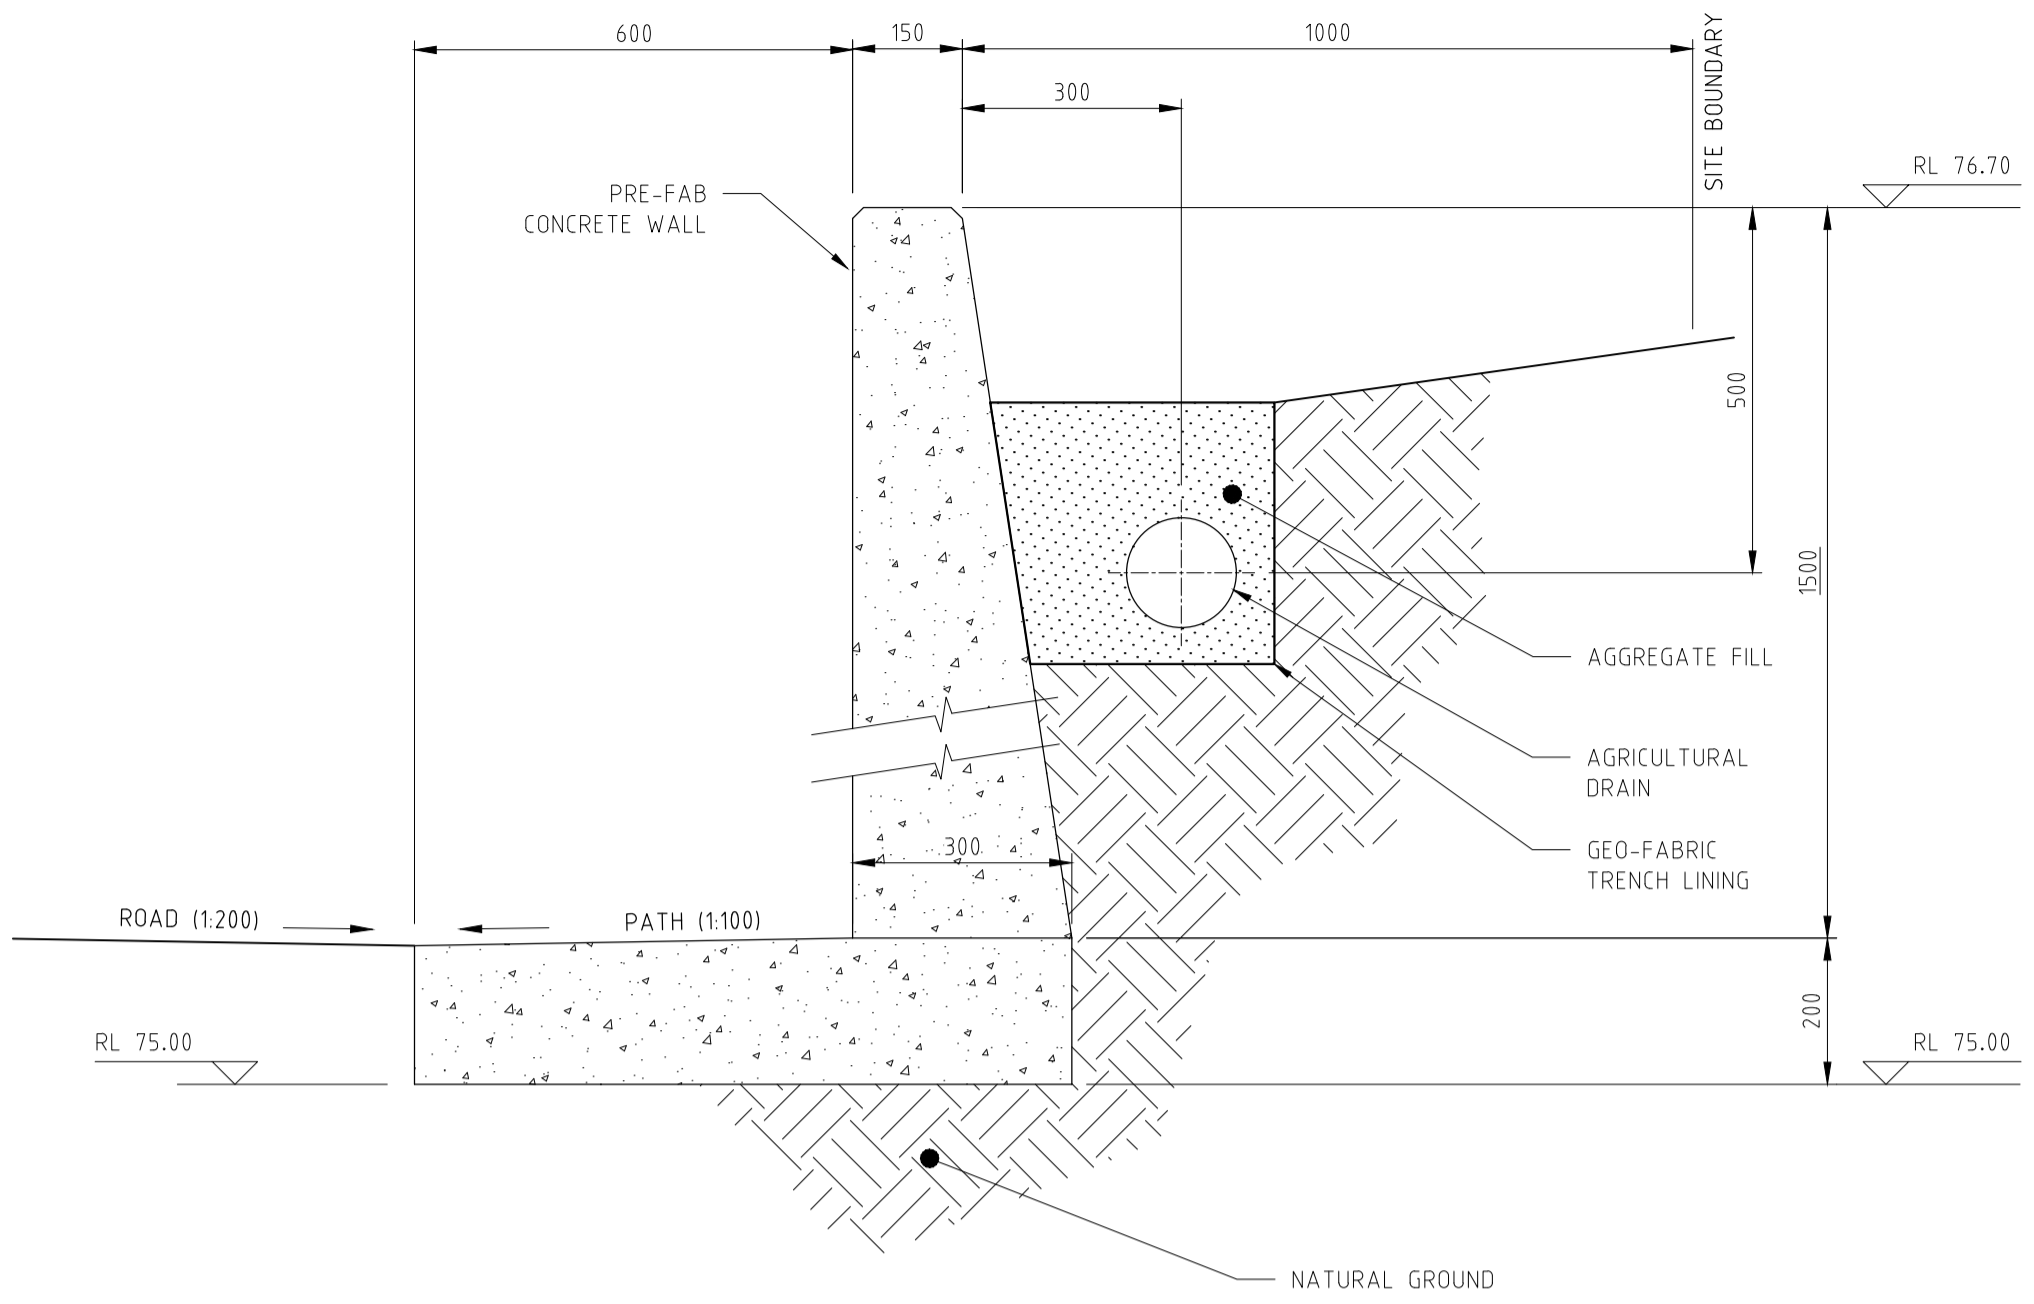 600
150
1000
SITE BOUNDARY
300
RL 76.70
PRE-FAB
CONCRETE WALL
500
1500
AGGREGATE FILL
AGRICULTURAL
DRAIN
300
GEO-FABRIC
TRENCH LINING
ROAD (1:200)
PATH (1:100)
200
RL 75.00
RL 75.00
NATURAL GROUND